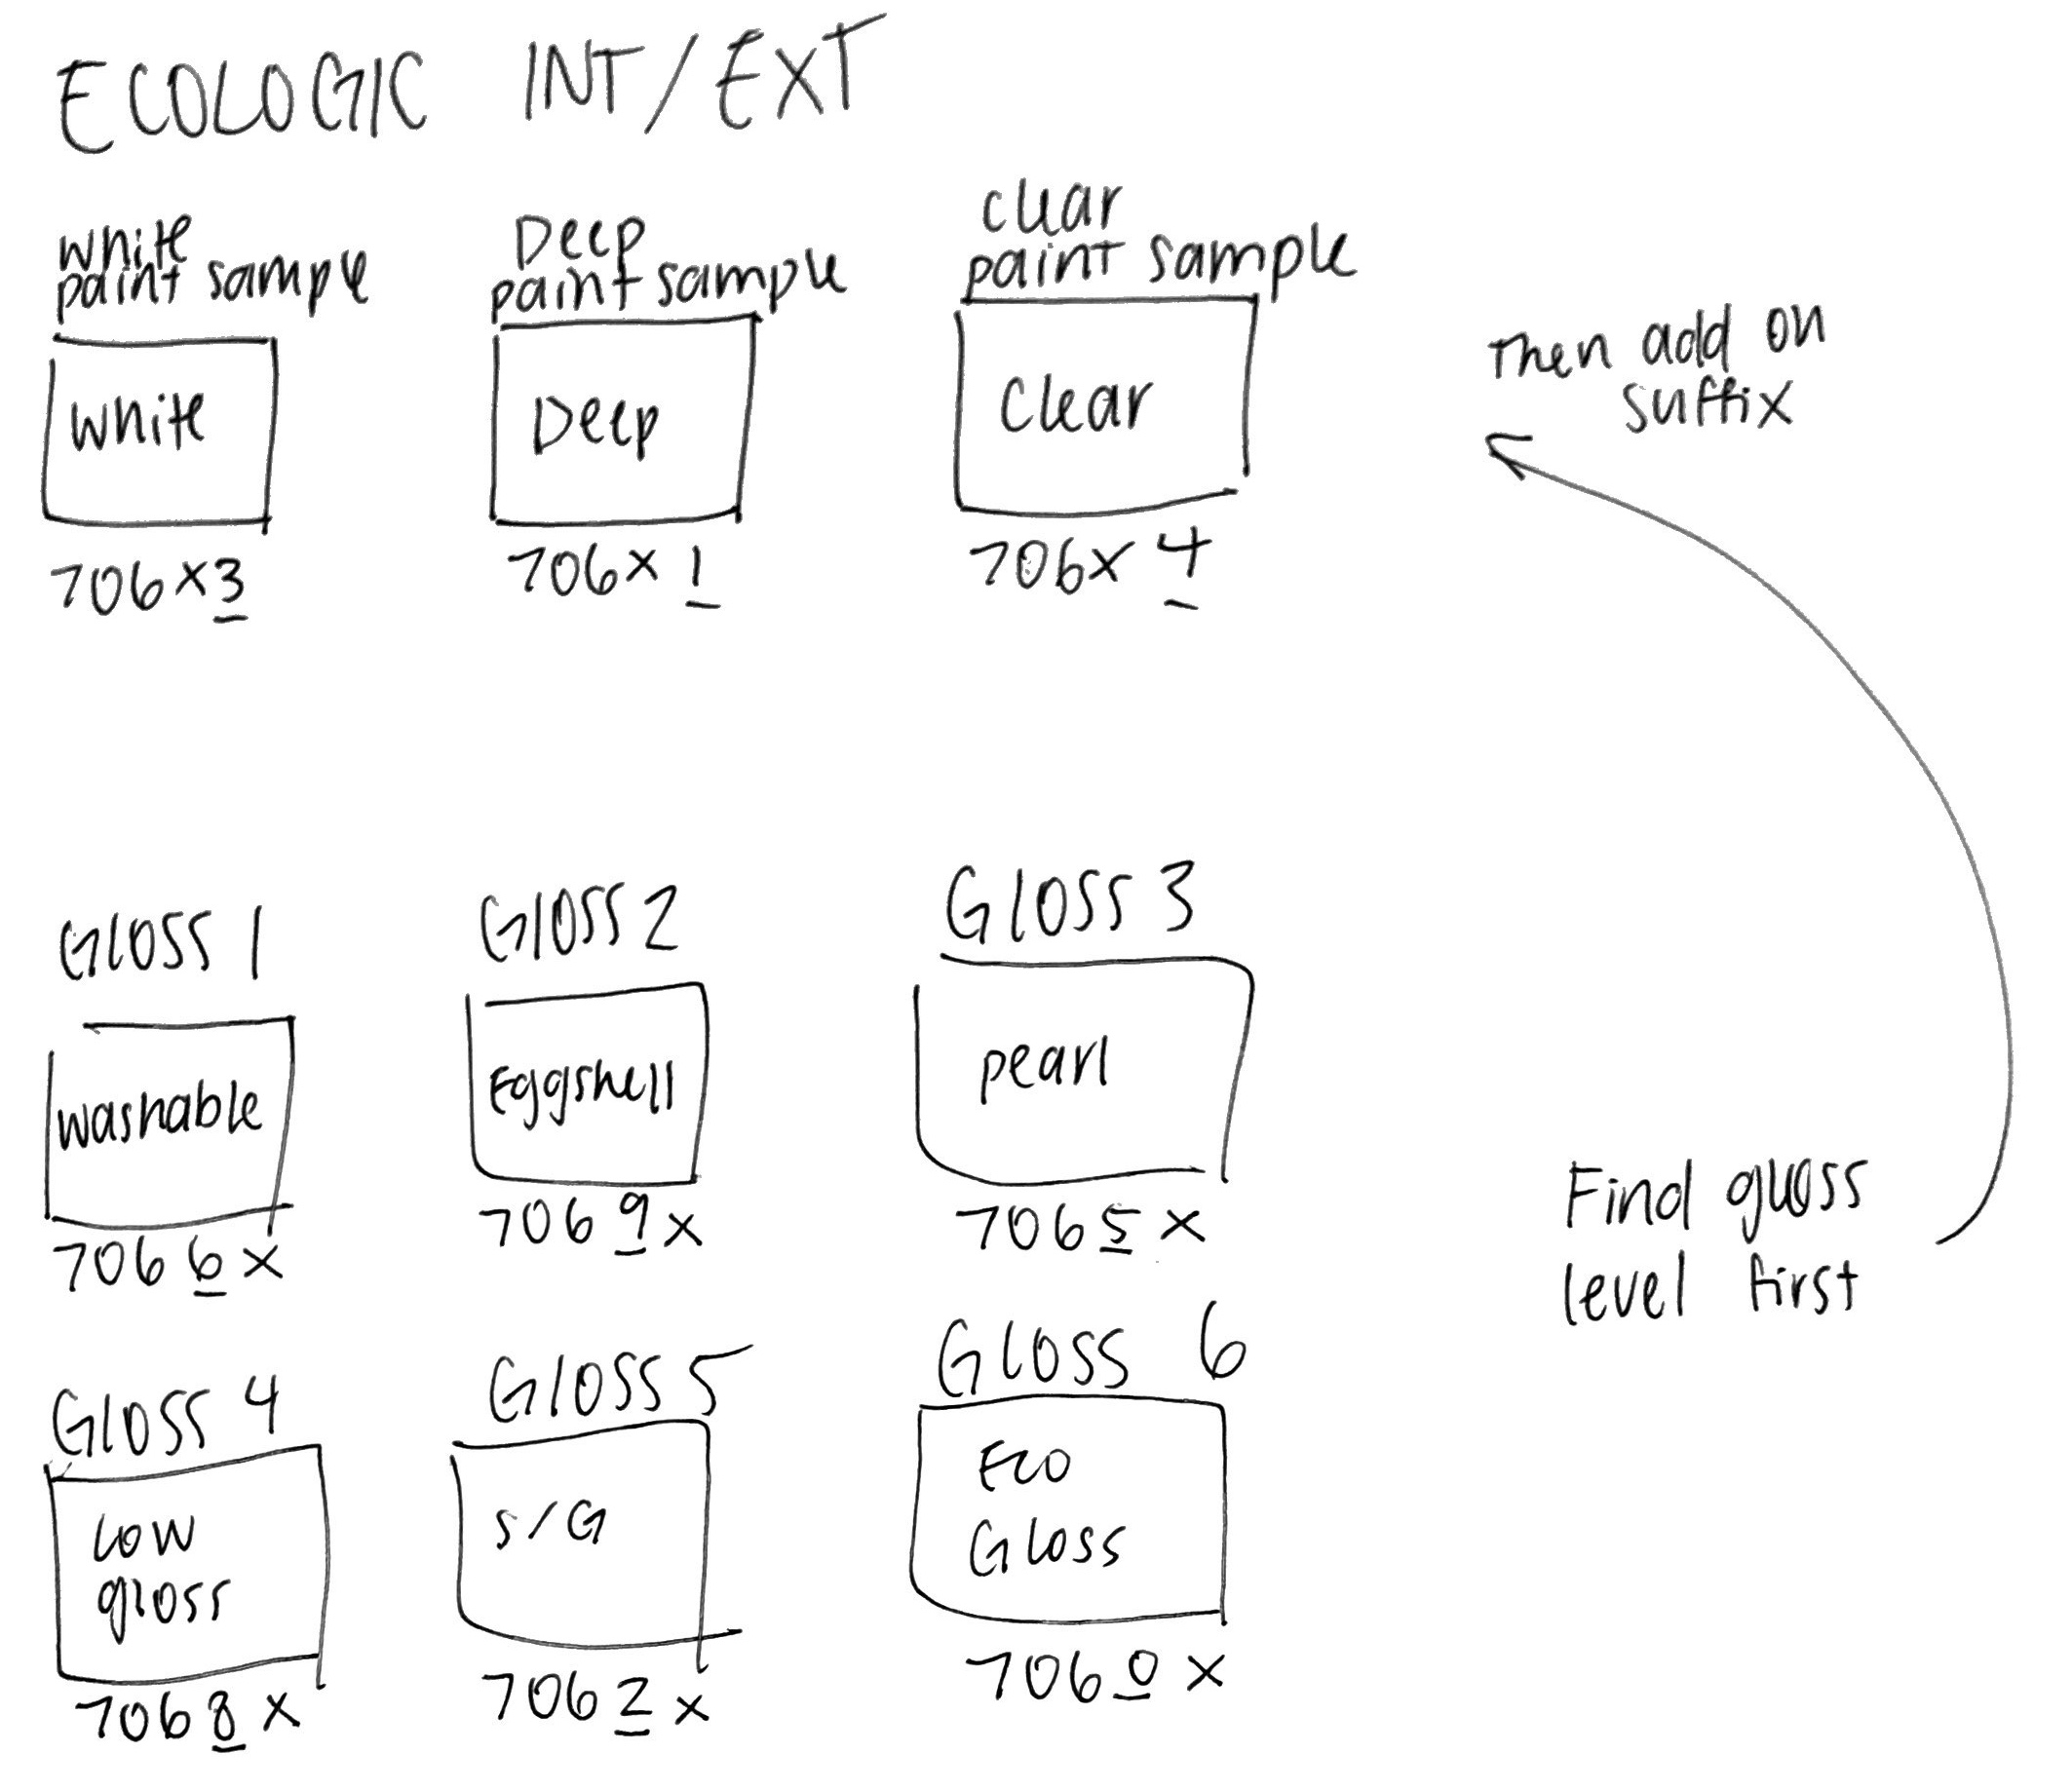 ECOLOGIC INT/EXT
white
paint sample
Deep
paint sample
clear
paint sample
white
Deep
Clear
706x3
706x1
706x4
Then add on
suffix
Gloss 1
Gloss 2
Gloss 3
washable
Eggshell
pearl
7066x
7069x
7065x
Find gloss
level first
Gloss 4
Gloss 5
Gloss 6
Low
gloss
S/G
Eco
Gloss
7068x
7062x
7060x